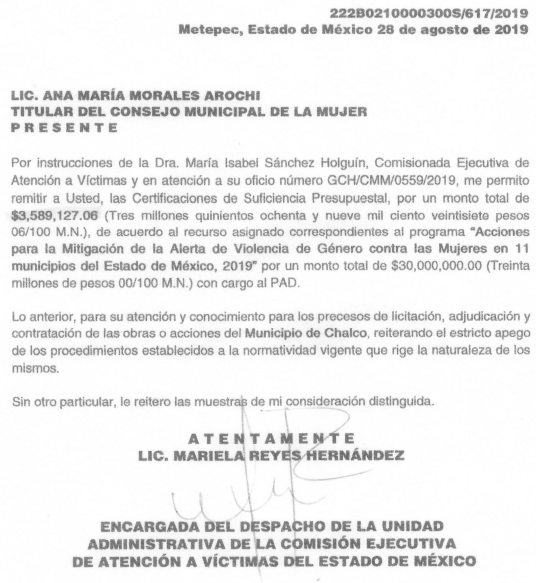 222B0210000300S/617/2019
Metepec, Estado de México 28 de agosto de 2019
LIC. ANA MARÍA MORALES AROCHI
TITULAR DEL CONSEJO MUNICIPAL DE LA MUJER
P R E S E N T E
Por instrucciones de la Dra. María Isabel Sánchez Holguín, Comisionada Ejecutiva de
Atención a Víctimas y en atención a su oficio número GCH/CMM/0559/2019, me permito
remitir a Usted, las Certificaciones de Suficiencia Presupuestal, por un monto total de
$3,589,127.06 (Tres millones quinientos ochenta y nueve mil ciento veintisiete pesos
06/100 M.N.), de acuerdo al recurso asignado correspondientes al programa “Acciones
para la Mitigación de la Alerta de Violencia de Género contra las Mujeres en 11
municipios del Estado de México, 2019” por un monto total de $30,000,000.00 (Treinta
millones de pesos 00/100 M.N.) con cargo al PAD.
Lo anterior, para su atención y conocimiento para los precesos de licitación, adjudicación y
contratación de las obras o acciones del Municipio de Chalco, reiterando el estricto apego
de los procedimientos establecidos a la normatividad vigente que rige la naturaleza de los
mismos.
Sin otro particular, le reitero las muestras de mi consideración distinguida.
A T E N T A M E N T E
LIC. MARIELA REYES HERNÁNDEZ
ENCARGADA DEL DESPACHO DE LA UNIDAD
ADMINISTRATIVA DE LA COMISIÓN EJECUTIVA
DE ATENCIÓN A VÍCTIMAS DEL ESTADO DE MÉXICO